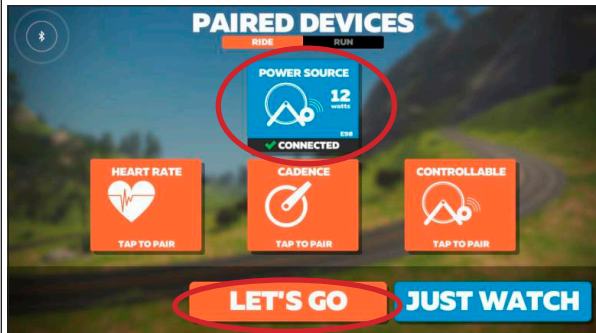 PAIRED DEVICES
RIDE RUN
POWER SOURCE
12
watts
E98
CONNECTED
HEART RATE
TAP TO PAIR
CADENCE
TAP TO PAIR
CONTROLLABLE
TAP TO PAIR
LET'S GO
JUST WATCH